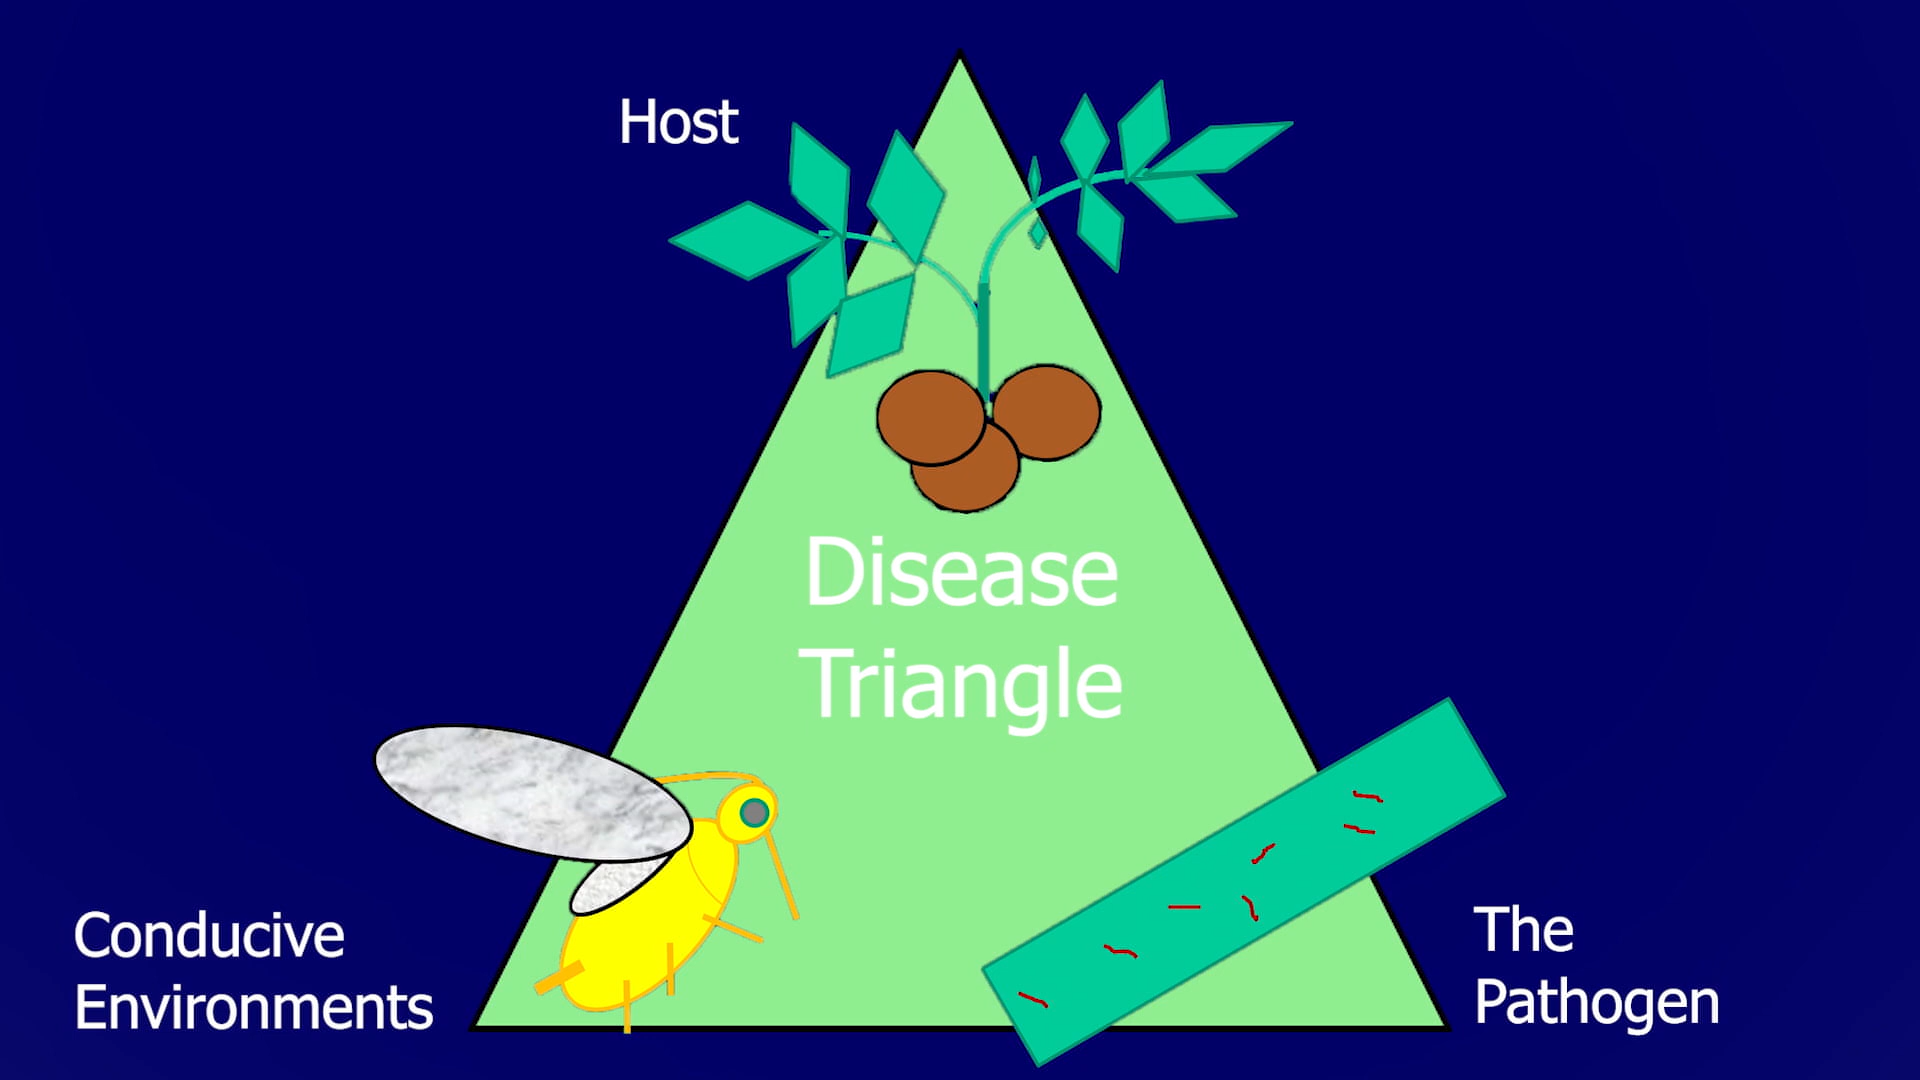 Host
Disease
Triangle
Conducive
Environments
The
Pathogen